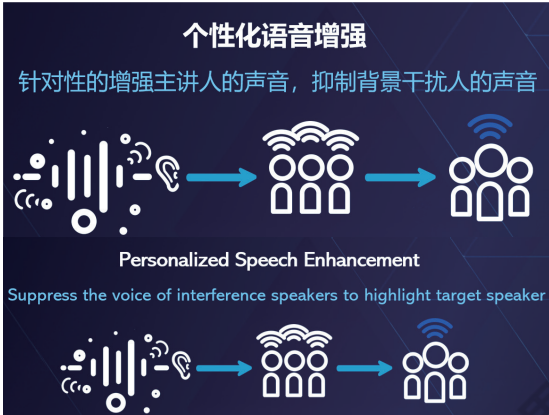 个性化语音增强
针对性的增强主讲人的声音，抑制背景干扰人的声音
Personalized Speech Enhancement
Suppress the voice of interference speakers to highlight target speaker